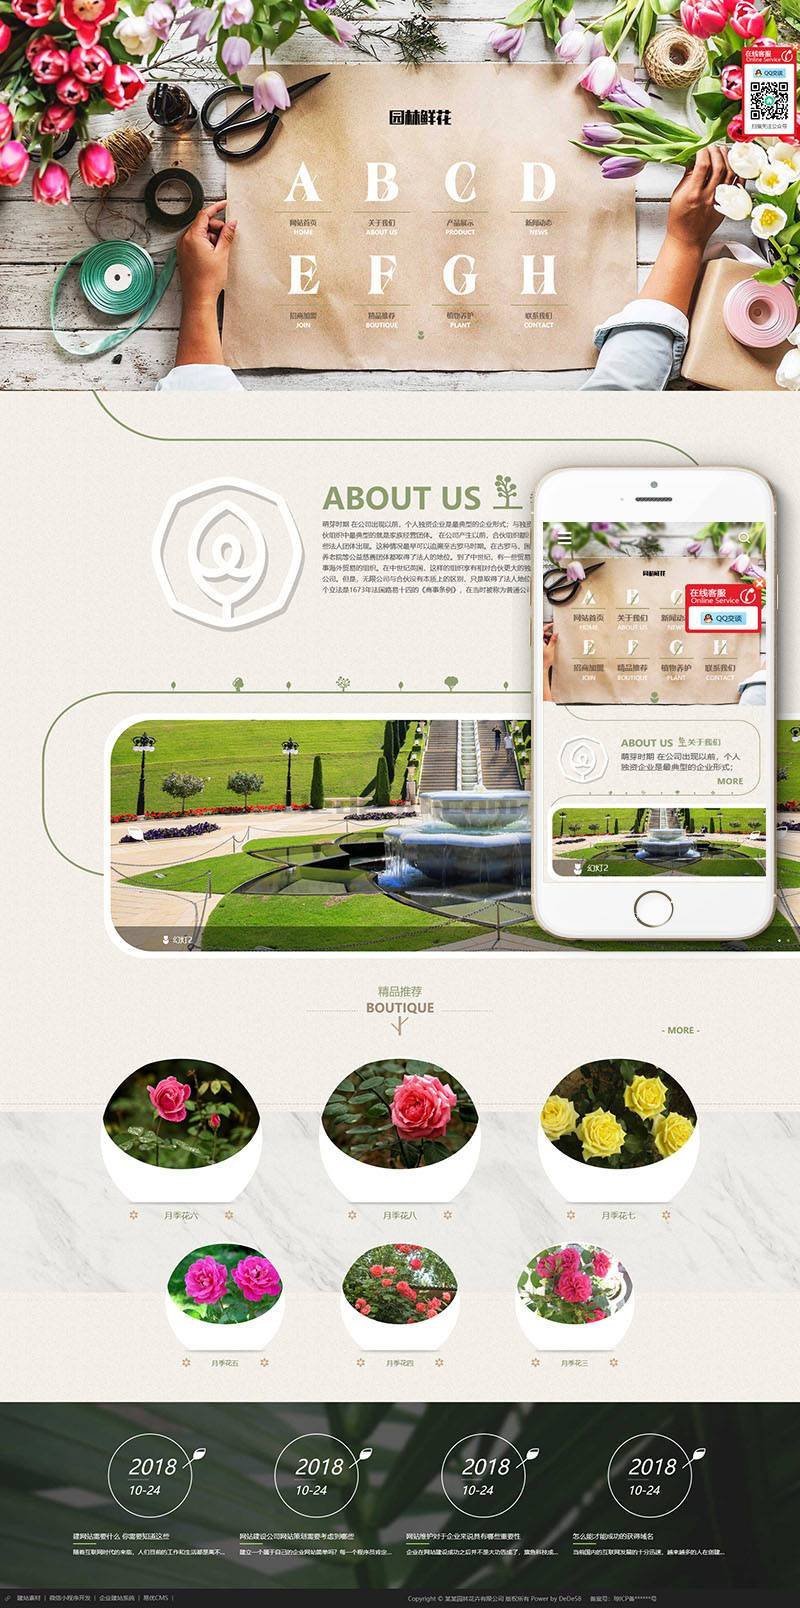 在线客服
Online Service
QQ交谈
扫描关注公众号
园林鲜花
A B C D
网站首页 关于我们 产品展示 新闻动态
HOME ABOUT US PRODUCT NEWS
E F G H
招商加盟 精品推荐 植物养护 联系我们
JOIN BOUTIQUE PLANT CONTACT
ABOUT US
萌芽时期 在公司出现以前，个人独资企业是最典型的企业形式；与独资
伙组织中最典型的就是家族经营团体。 在公司产生以前，合伙组织都
些法人团体出现。这种情况最早可以追溯至古罗马时期。在古罗马、国
养老院等公益慈善团体都取得了法人的地位。到了中世纪，有一些贸易
事海外贸易的组织。在中世纪英国，这样的组织享有相对合伙更大的独
公司。但是，无限公司与合伙没有本质上的区别，只是取得了法人地位
个立法是1673年法国路易十四的《商事条例》，在当时被称为普通公司
园林鲜花
在线客服
Online Service
QQ交谈
网站首页 关于我们
HOME ABOUT US
E F G H
招商加盟 精品推荐 植物养护 联系我们
JOIN BOUTIQUE PLANT CONTACT
ABOUT US 关于我们
萌芽时期 在公司出现以前，个人
独资企业是最典型的企业形式；
MORE
幻灯2
幻灯2
精品推荐
BOUTIQUE
- MORE -
月季花六 月季花八 月季花七
月季花五 月季花四 月季花三
2018 2018 2018 2018
10-24 10-24 10-24 10-24
建网站需要什么 你需要知道这些
随着互联网时代的来临，人们目前的工作和生活都是离不...
网站建设公司网站策划需要考虑到哪些
建立一个属于自己的企业网站简单吗？每一个程序员肯定...
网站维护对于企业来说具有哪些重要性
企业在网站建设成功之后并不是大功告成了，旗鱼科技成...
怎么能才能成功的获得域名
当前国内的互联网发展的十分迅速，越来越多的人在创建...
建站素材 | 微信小程序开发 | 企业建站系统 | 易优CMS |
Copyright © 某某园林花卉有限公司 版权所有 Power by DeDe58 备案号：琼ICP备******号